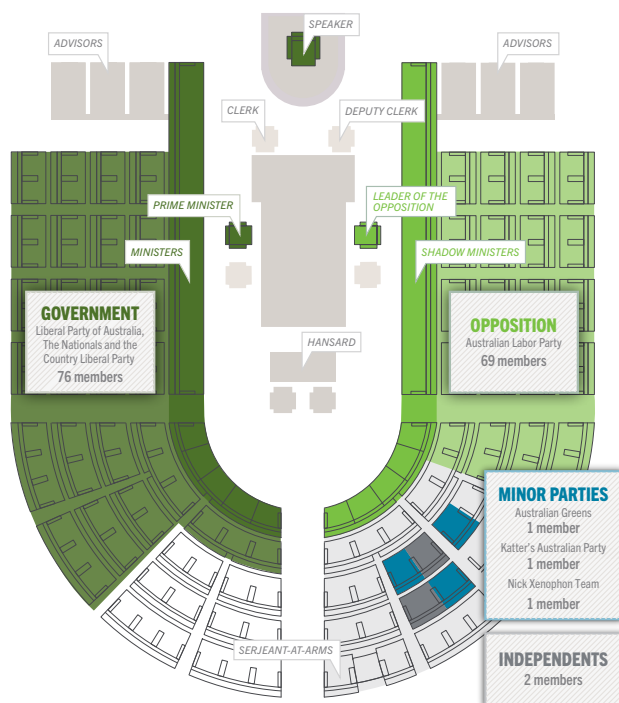 SPEAKER
ADVISORS
ADVISORS
CLERK
DEPUTY CLERK
PRIME MINISTER
LEADER OF THE
OPPOSITION
MINISTERS
SHADOW MINISTERS
GOVERNMENT
Liberal Party of Australia,
The Nationals and the
Country Liberal Party
76 members
OPPOSITION
Australian Labor Party
69 members
HANSARD
MINOR PARTIES
Australian Greens
1 member
Katter's Australian Party
1 member
Nick Xenophon Team
1 member
SERJEANT-AT-ARMS
INDEPENDENTS
2 members